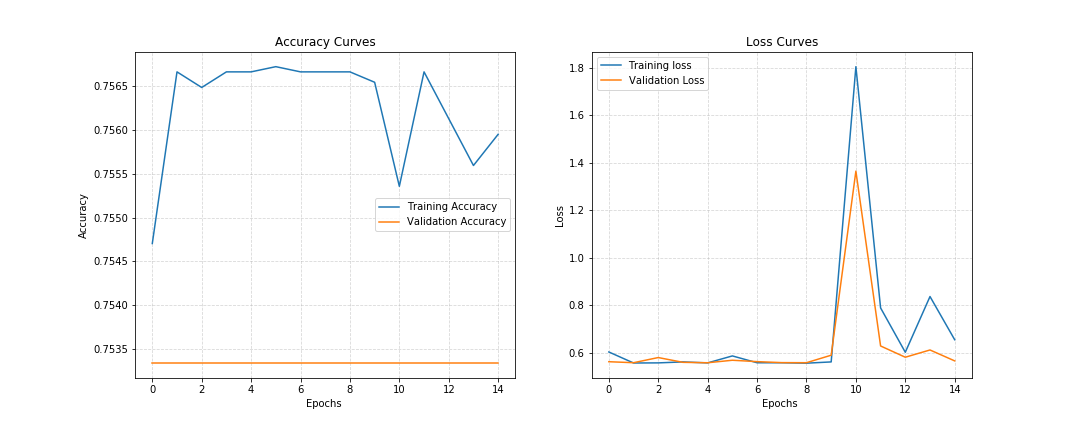 Accuracy Curves
Accuracy
0.7565
0.7560
0.7555
0.7550
0.7545
0.7540
0.7535
Training Accuracy
Validation Accuracy
0 2 4 6 8 10 12 14
Epochs
Loss Curves
Loss
1.8
1.6
1.4
1.2
1.0
0.8
0.6
Training loss
Validation Loss
0 2 4 6 8 10 12 14
Epochs